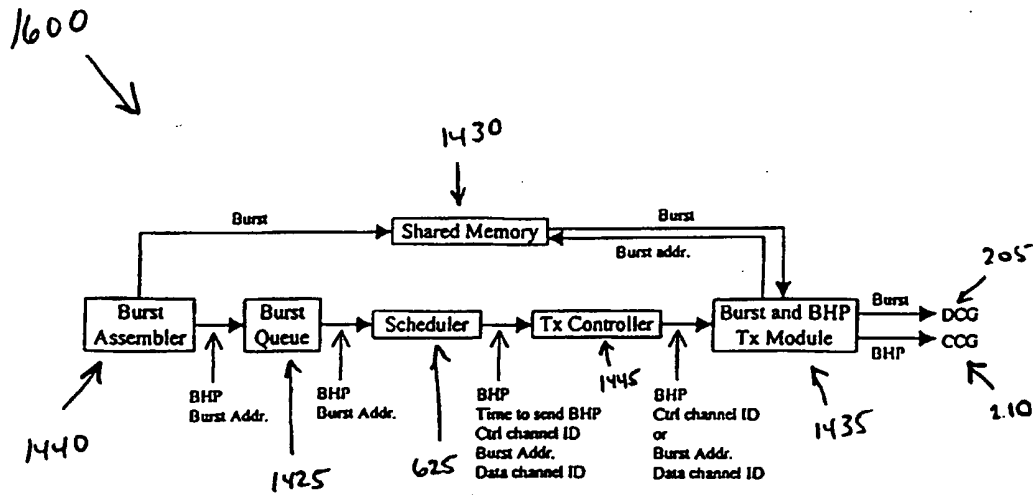 1600
1430
Burst
Shared Memory
Burst
Burst addr.
205
Burst
Assembler
Burst
Queue
Scheduler
Tx Controller
Burst and BHP
Tx Module
Burst
DCG
CCG
BHP
BHP
Burst Addr.
BHP
Burst Addr.
BHP
Time to send BHP
Ctrl channel ID
Burst Addr.
Data channel ID
1445
BHP
Ctrl channel ID
or
Burst Addr.
Data channel ID
1435
210
1440
1425
625